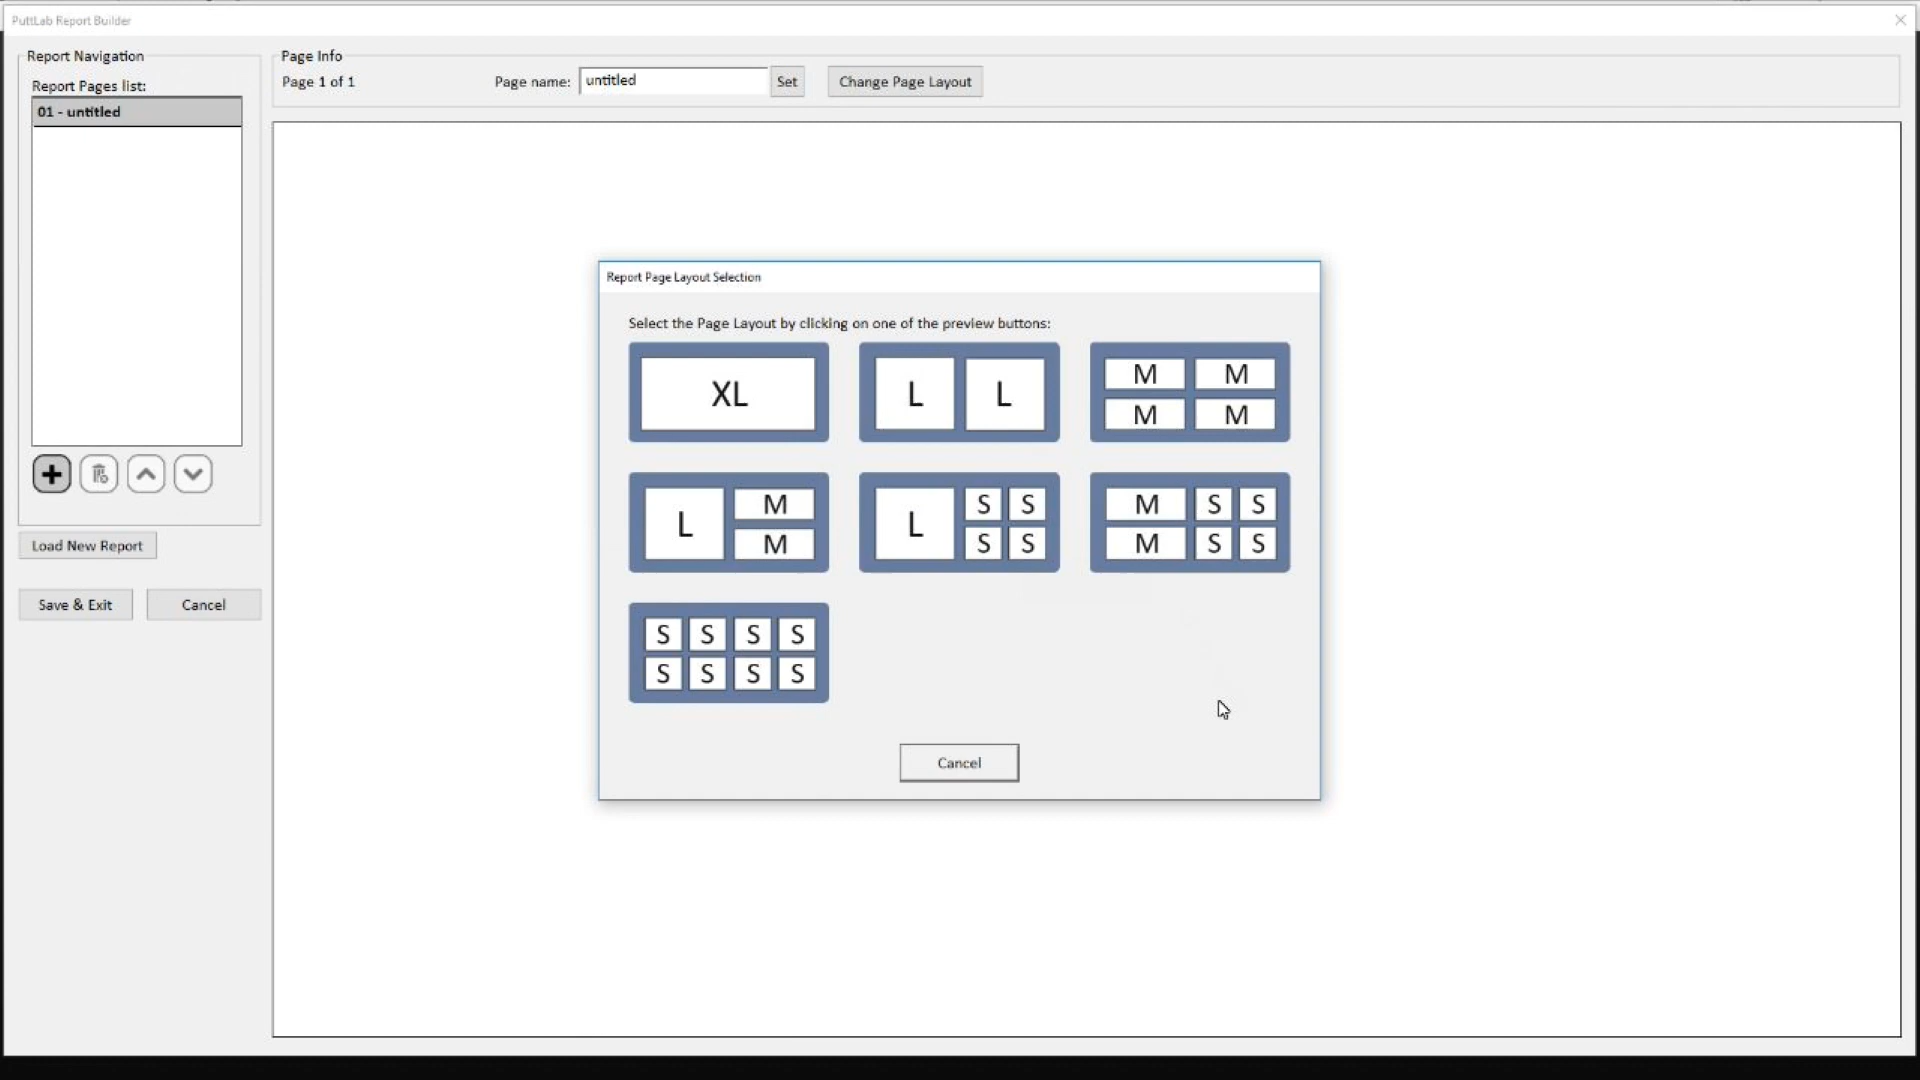 PuttLab Report Builder
Report Navigation
Report Pages list:
01 - untitled
Load New Report
Save & Exit
Cancel
Page Info
Page 1 of 1
Page name:
untitled
Set
Change Page Layout
Report Page Layout Selection
Select the Page Layout by clicking on one of the preview buttons:
XL
L L
M M
M M
L M
M
L S S
S S
M S S
M S S
S S S S
S S S S
Cancel